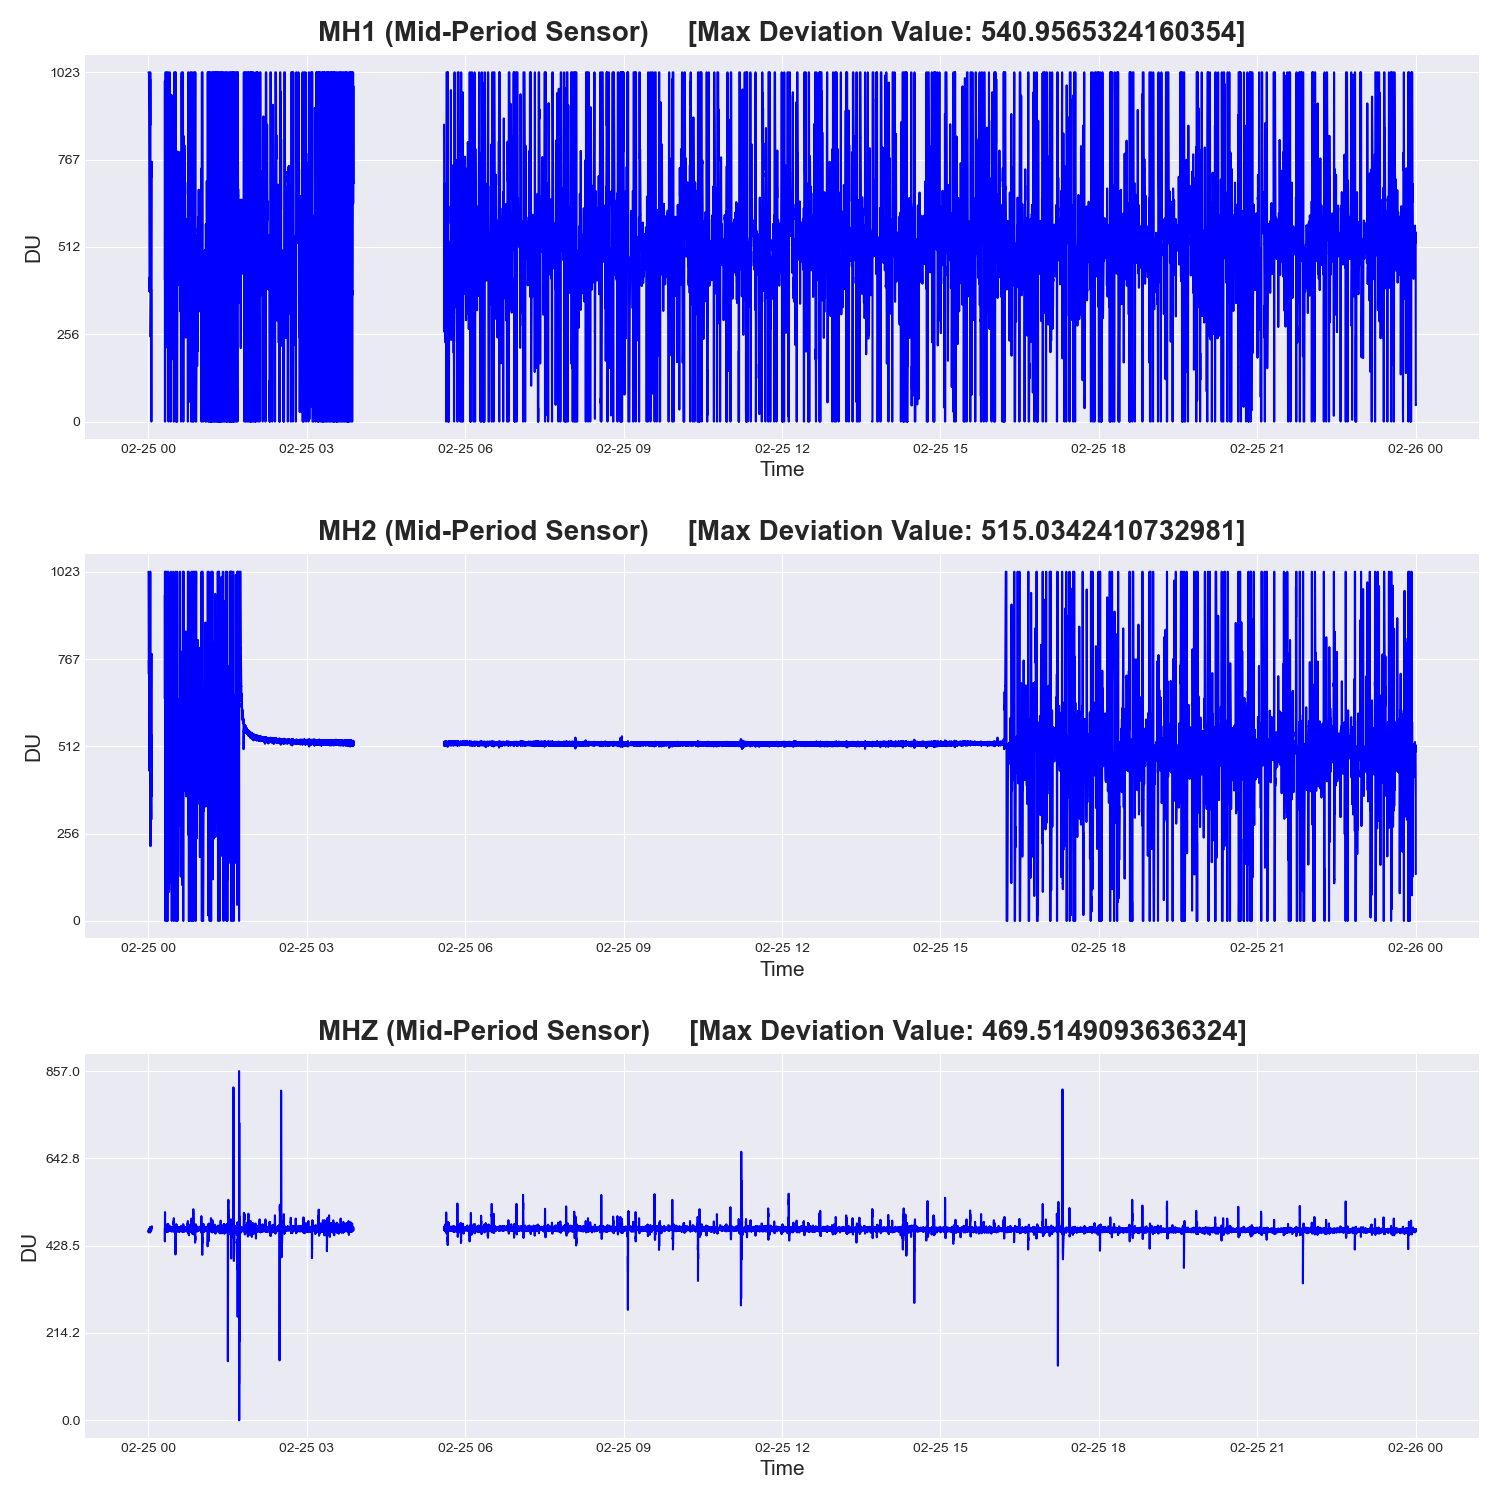 MH1 (Mid-Period Sensor) [Max Deviation Value: 540.9565324160354]
1023
767
512
256
0
DU
02-25 00 02-25 03 02-25 06 02-25 09 02-25 12 02-25 15 02-25 18 02-25 21 02-26 00
Time
MH2 (Mid-Period Sensor) [Max Deviation Value: 515.0342410732981]
1023
767
512
256
0
DU
02-25 00 02-25 03 02-25 06 02-25 09 02-25 12 02-25 15 02-25 18 02-25 21 02-26 00
Time
MHZ (Mid-Period Sensor) [Max Deviation Value: 469.5149093636324]
857.0
642.8
428.5
214.2
0.0
DU
02-25 00 02-25 03 02-25 06 02-25 09 02-25 12 02-25 15 02-25 18 02-25 21 02-26 00
Time